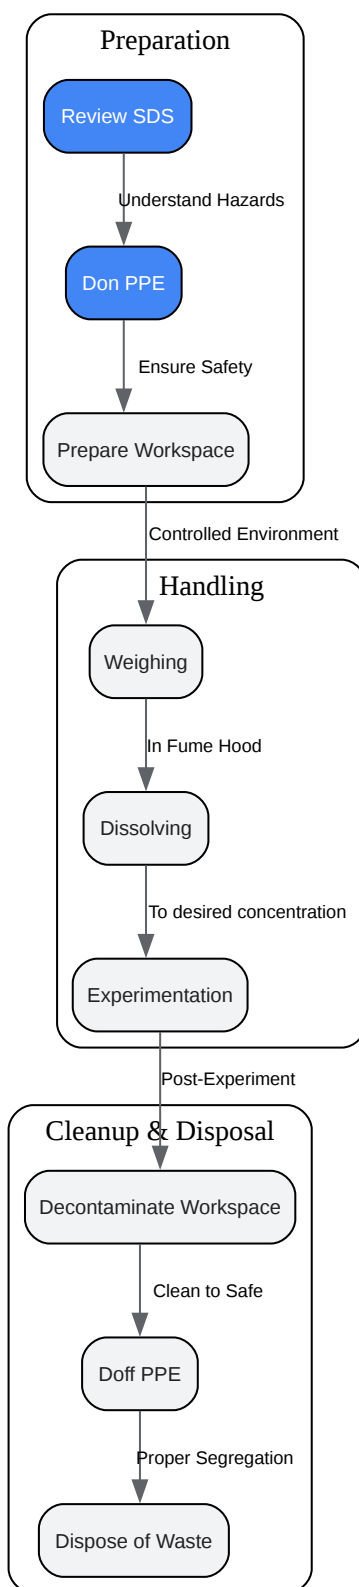 Preparation
Review SDS
Understand Hazards
Don PPE
Ensure Safety
Prepare Workspace
Controlled Environment
Handling
Weighing
In Fume Hood
Dissolving
To desired concentration
Experimentation
Post-Experiment
Cleanup & Disposal
Decontaminate Workspace
Clean to Safe
Doff PPE
Proper Segregation
Dispose of Waste